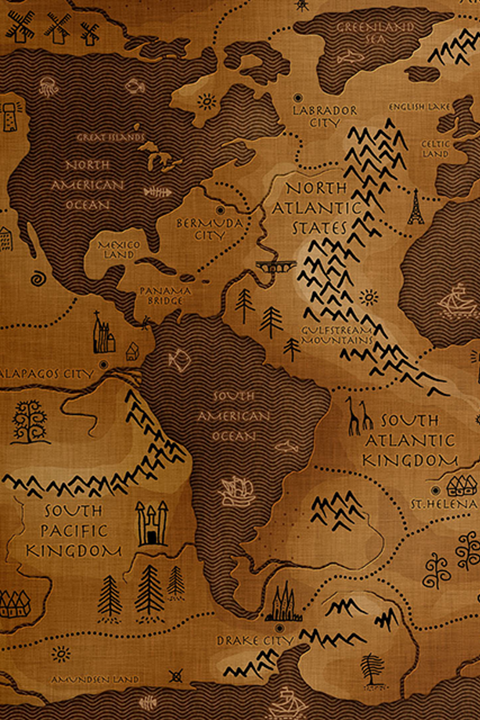 GREENLAND
SEA
LABRADOR
CITY
ENGLISH LAKE
CELTIC
LAND
GREAT ISLANDS
NORTH
AMERICAN
OCEAN
NORTH
ATLANTIC
STATES
BERMUDA
CITY
MEXICO
LAND
PANAMA
BRIDGE
GULFSTREAM
MOUNTAINS
ALAPAGOS CITY
SOUTH
AMERICAN
OCEAN
SOUTH
ATLANTIC
KINGDOM
ST.HELENA
SOUTH
PACIFIC
KINGDOM
DRAKE CITY
AMUNDSEN LAND